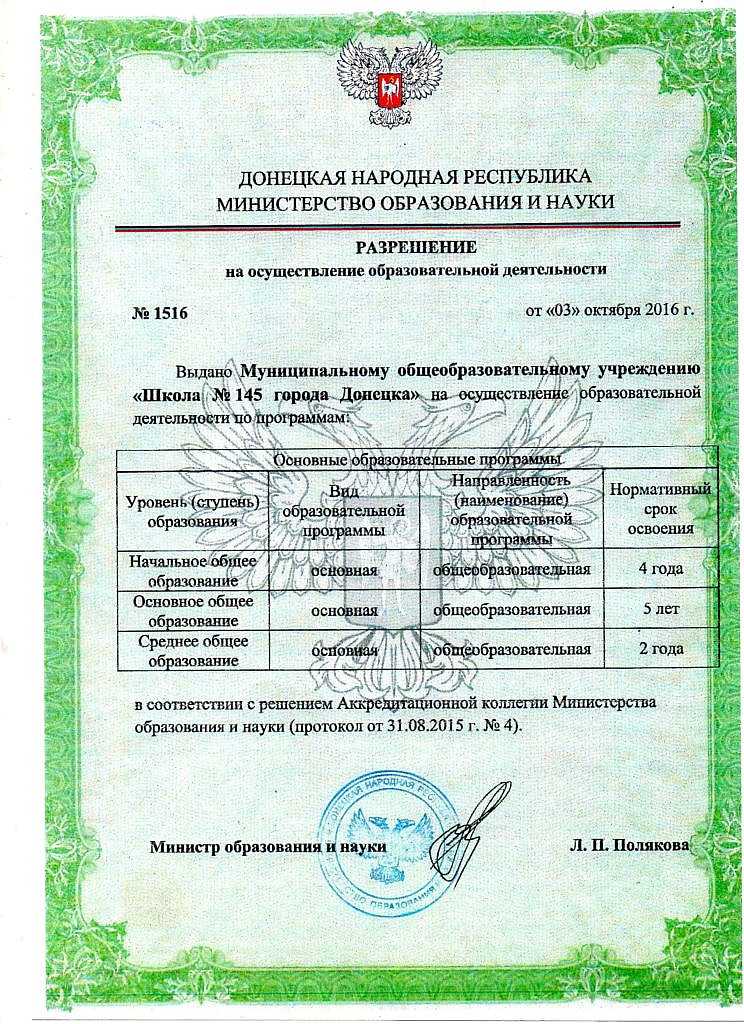 ДОНЕЦКАЯ НАРОДНАЯ РЕСПУБЛИКА
МИНИСТЕРСТВО ОБРАЗОВАНИЯ И НАУКИ
РАЗРЕШЕНИЕ
на осуществление образовательной деятельности
№ 1516 от «03» октября 2016 г.
Выдано Муниципальному общеобразовательному учреждению
«Школа № 145 города Донецка» на осуществление образовательной
деятельности по программам:
Основные образовательные программы
Уровень (ступень)
образования
Вид
образовательной
программы
Направленность
(наименование)
образовательной
программы
Нормативный
срок
освоения
Начальное общее
образование
основная
общеобразовательная
4 года
Основное общее
образование
основная
общеобразовательная
5 лет
Среднее общее
образование
основная
общеобразовательная
2 года
в соответствии с решением Аккредитационной коллегии Министерства
образования и науки (протокол от 31.08.2015 г. № 4).
ДОНЕЦКАЯ НАРОДНАЯ
ОБРАЗОВАНИЯ
Министр образования и науки Л. П. Полякова